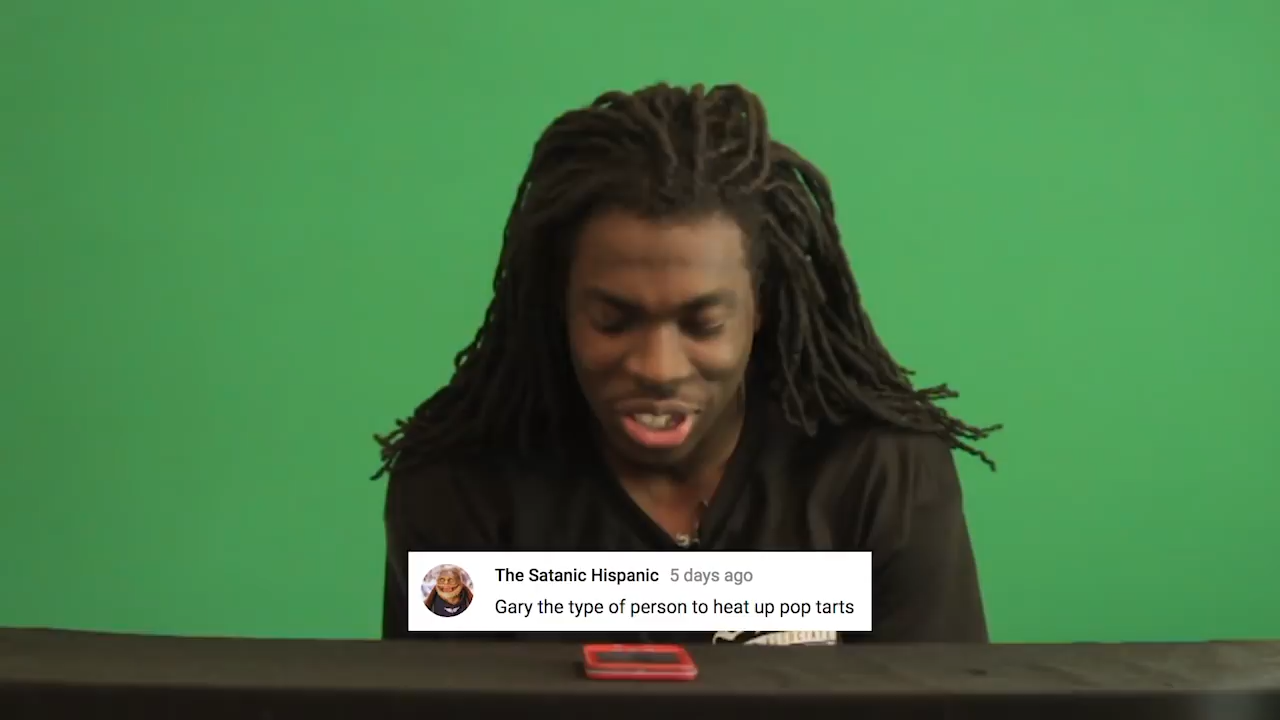 The Satanic Hispanic 5 days ago
Gary the type of person to heat up pop tarts